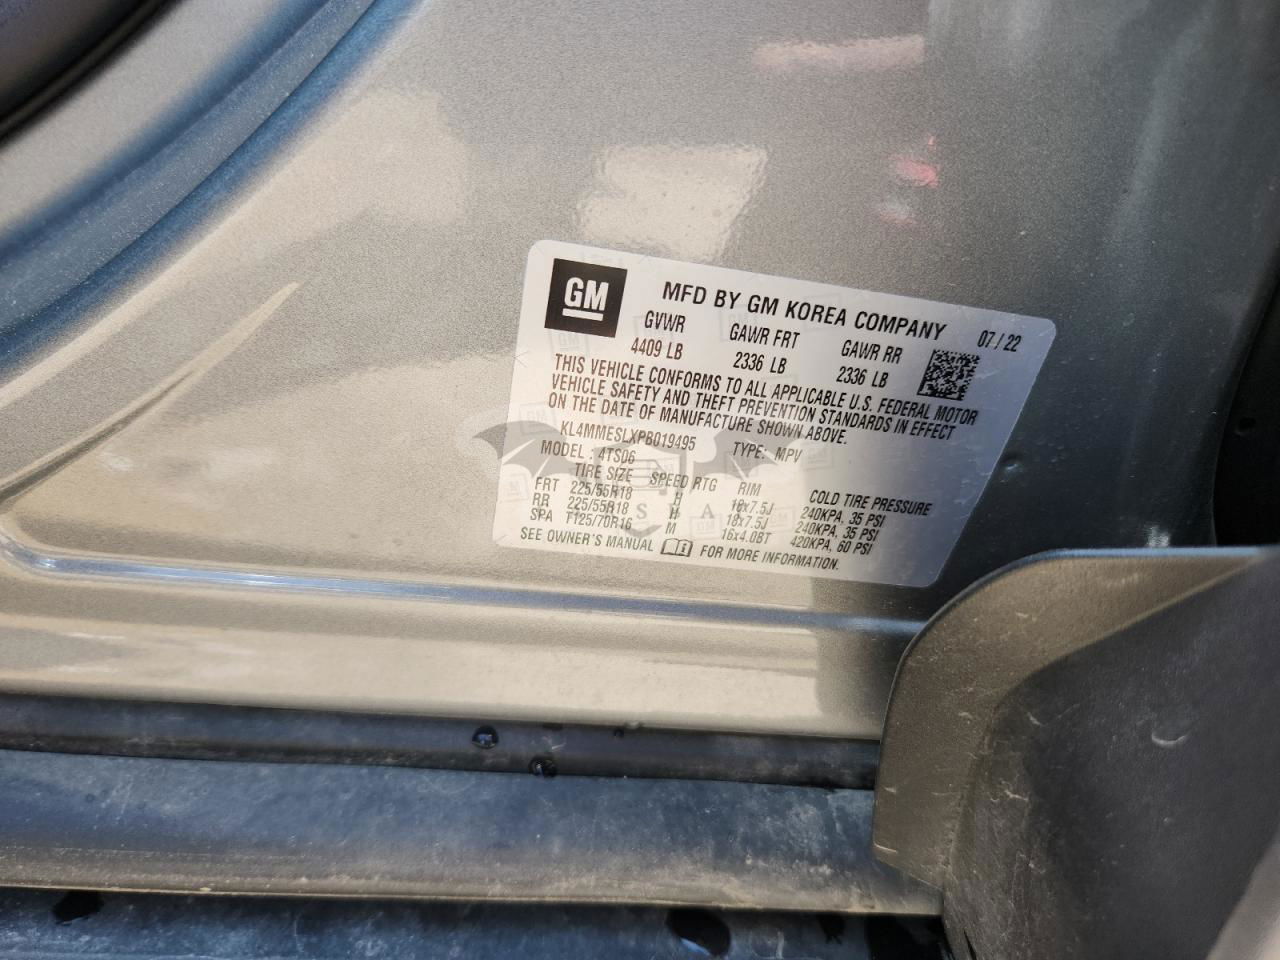 GM
MFD BY GM KOREA COMPANY 07/22
GVWR GAWR FRT GAWR RR
4409 LB 2336 LB 2336 LB
THIS VEHICLE CONFORMS TO ALL APPLICABLE U.S. FEDERAL MOTOR
VEHICLE SAFETY AND THEFT PREVENTION STANDARDS IN EFFECT
ON THE DATE OF MANUFACTURE SHOWN ABOVE.
KL4MMESLXPB019495 TYPE: MPV
MODEL : 4TS06
TIRE SIZE SPEED RTG RIM COLD TIRE PRESSURE
FRT 225/55R18 H 18x7.5J 240KPA, 35 PSI
RR 225/55R18 H 18x7.5J 240KPA, 35 PSI
SPA T125/70R16 M 16x4.0BT 420KPA, 60 PSI
SEE OWNER'S MANUAL FOR MORE INFORMATION.